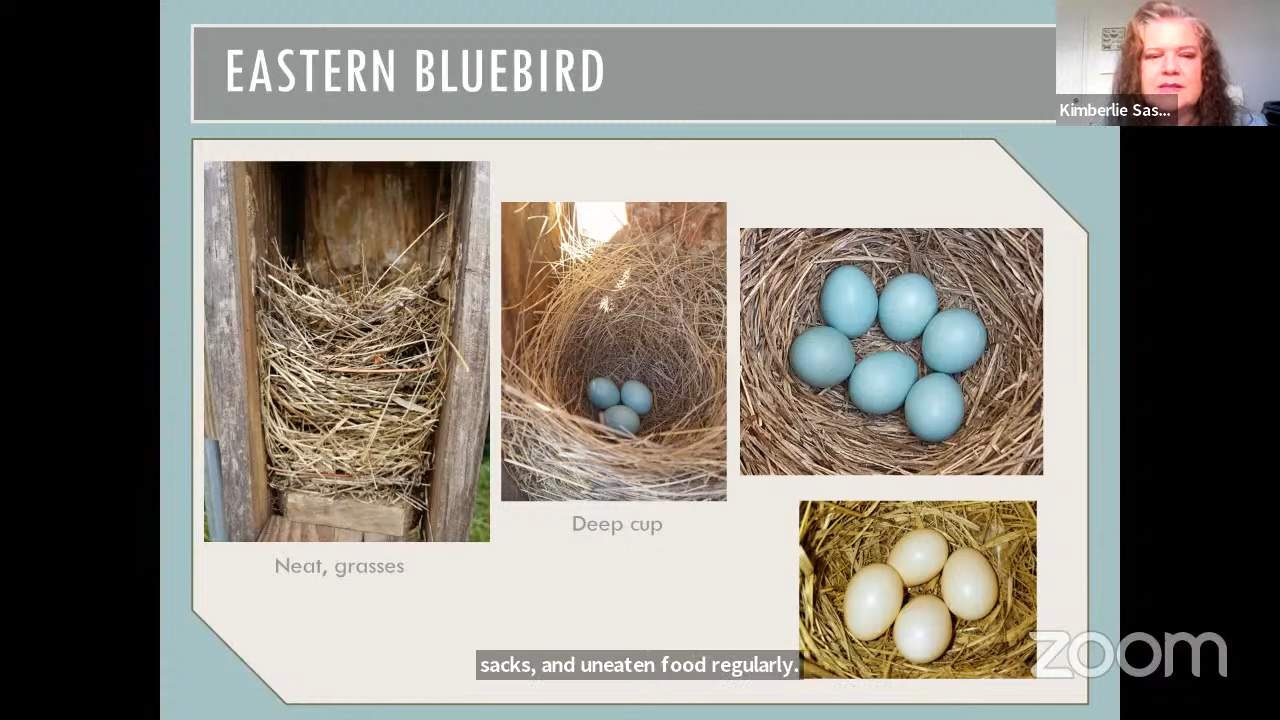 EASTERN BLUEBIRD
Kimberlie Sas...
Deep cup
Neat, grasses
sacks, and uneaten food regularly.
zoom